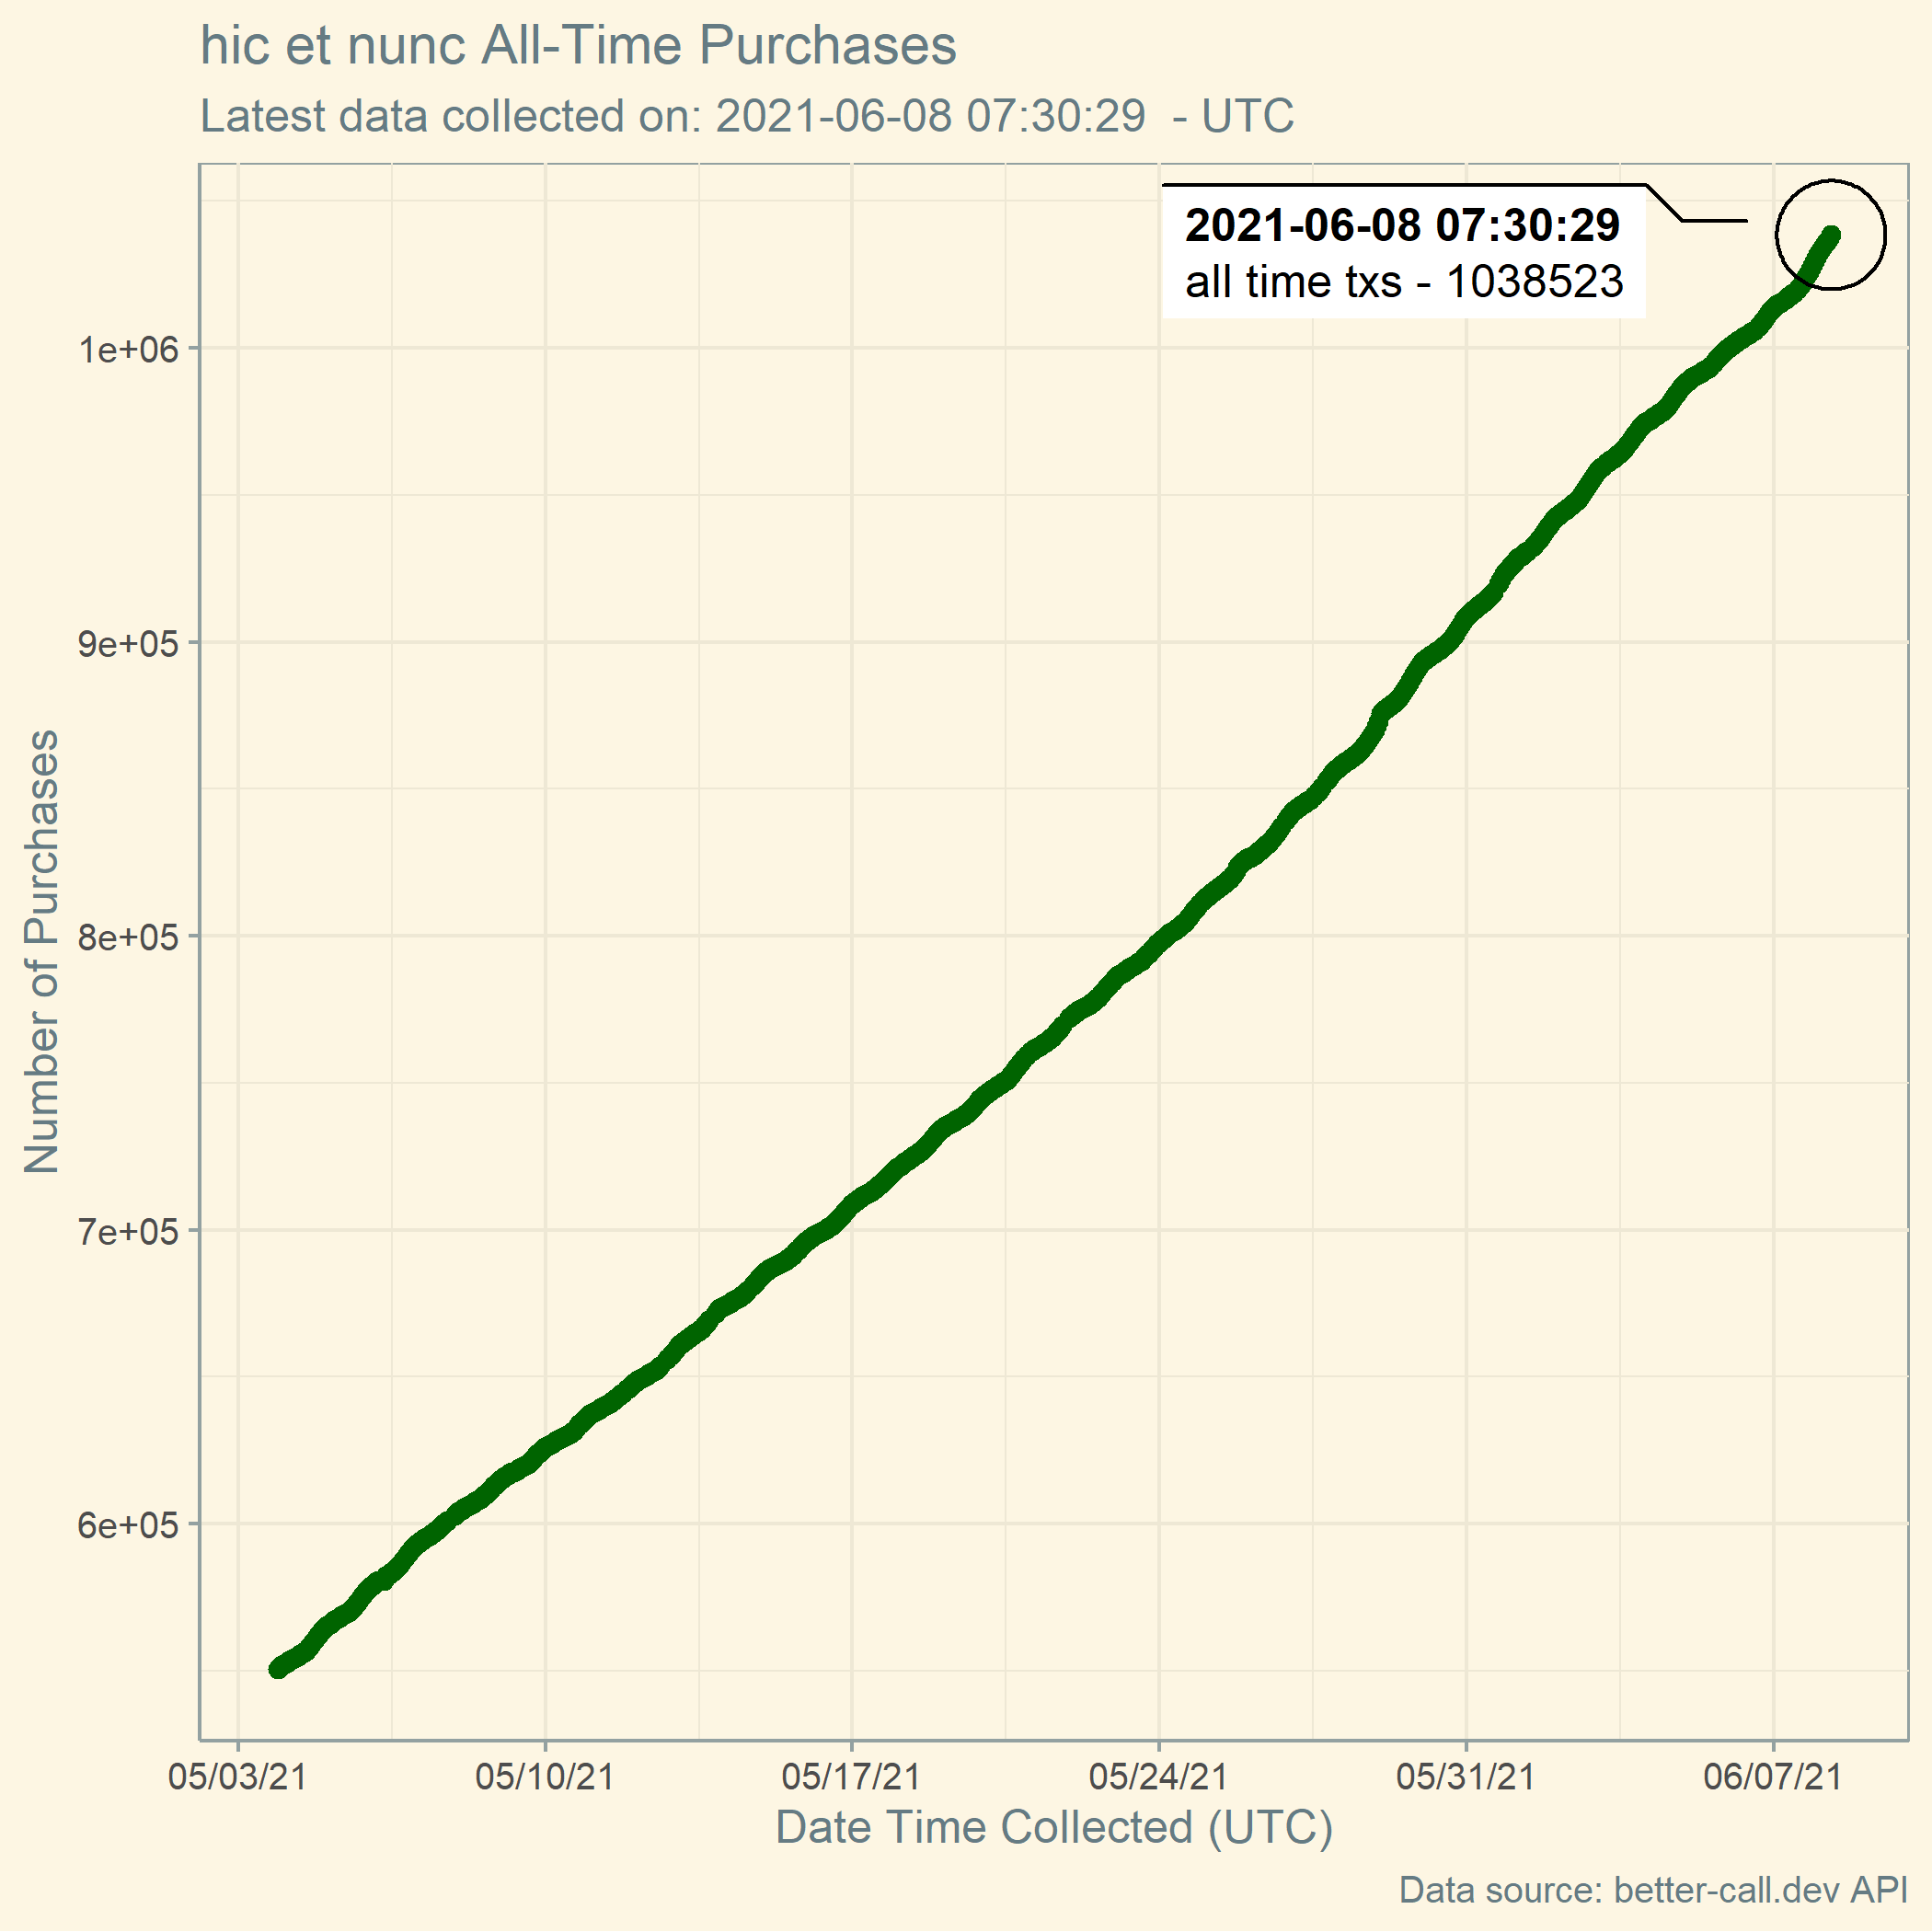 hic et nunc All-Time Purchases
Latest data collected on: 2021-06-08 07:30:29  - UTC
2021-06-08 07:30:29
all time txs - 1038523
Number of Purchases
1e+06
9e+05
8e+05
7e+05
6e+05
05/03/21 05/10/21 05/17/21 05/24/21 05/31/21 06/07/21
Date Time Collected (UTC)
Data source: better-call.dev API